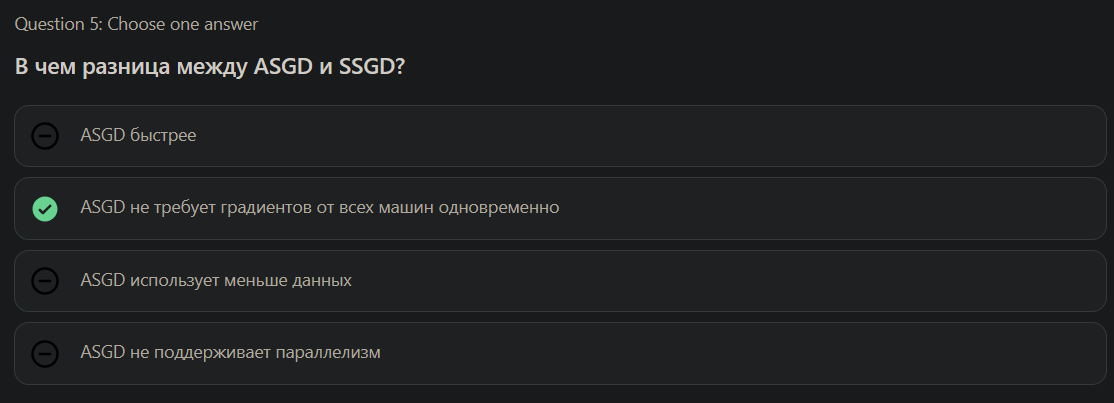 Question 5: Choose one answer
В чем разница между ASGD и SSGD?
ASGD быстрее
ASGD не требует градиентов от всех машин одновременно
ASGD использует меньше данных
ASGD не поддерживает параллелизм